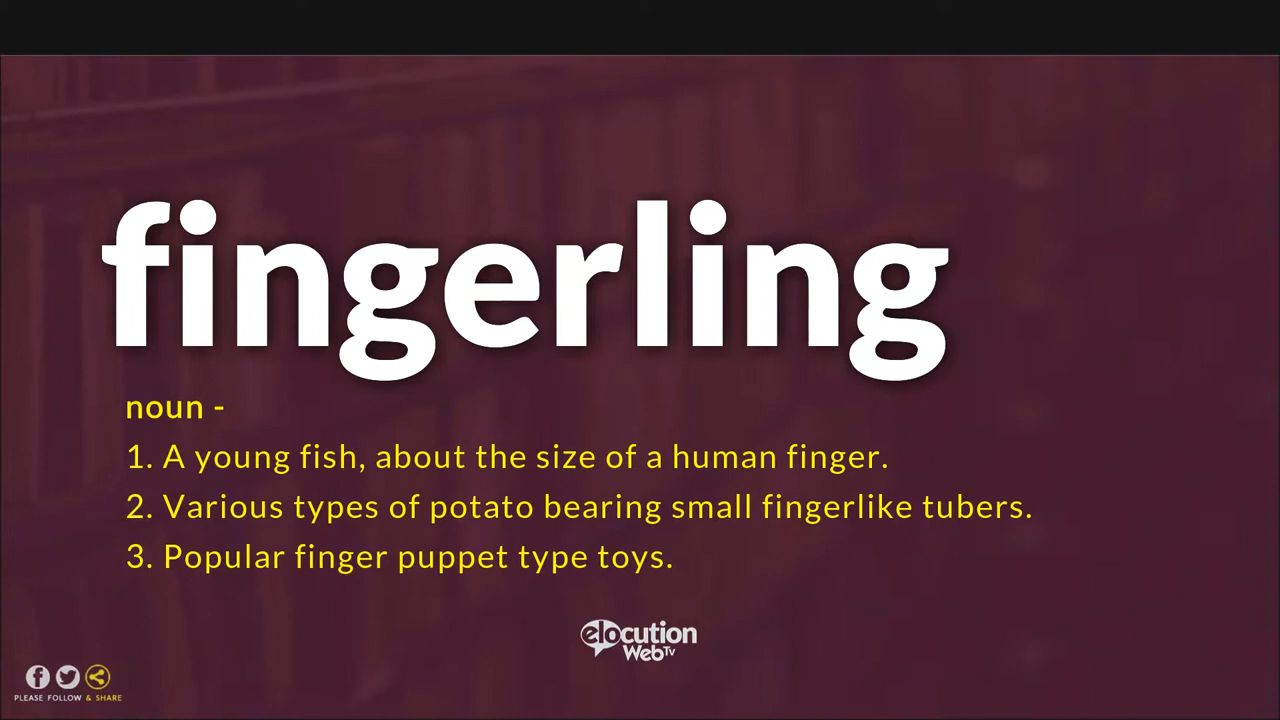 fingerling
noun -
1. A young fish, about the size of a human finger.
2. Various types of potato bearing small fingerlike tubers.
3. Popular finger puppet type toys.
elocution
WebTv
PLEASE FOLLOW & SHARE